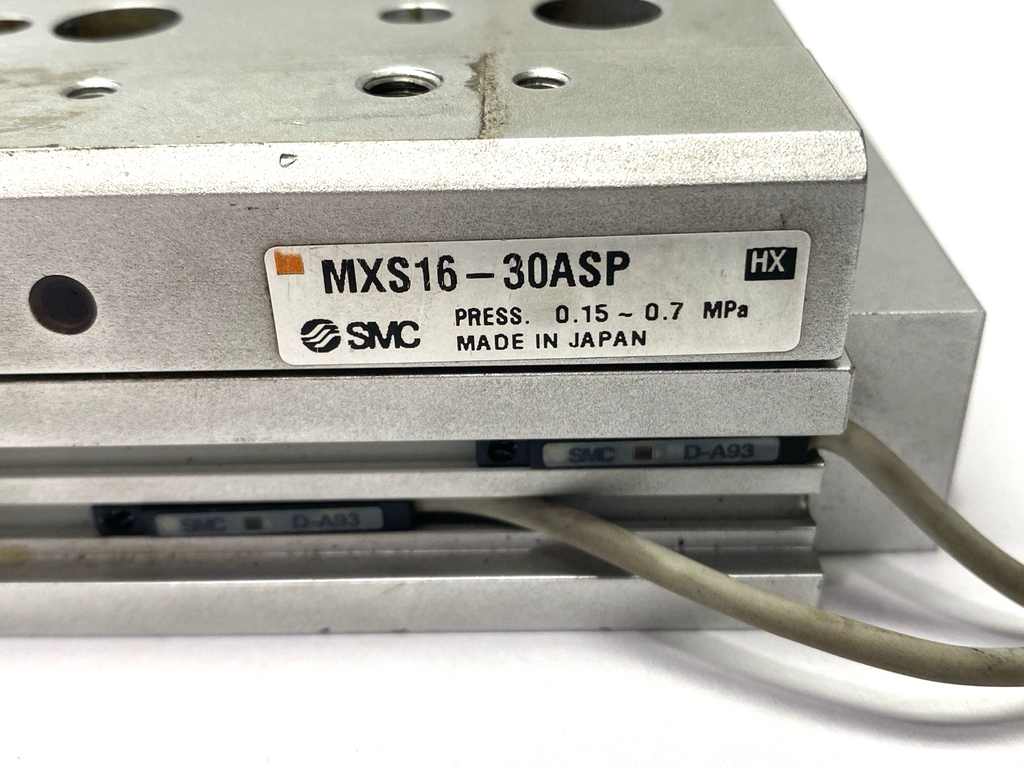 MXS16-30ASP
HX
PRESS. 0.15 ~ 0.7 MPa
SMC
MADE IN JAPAN
SMC D-A93
SMC D-A93